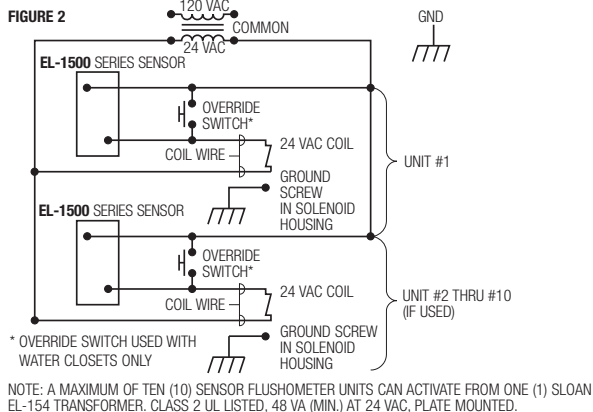 FIGURE 2
120 VAC
COMMON
24 VAC
GND
EL-1500 SERIES SENSOR
OVERRIDE
SWITCH*
COIL WIRE
24 VAC COIL
UNIT #1
GROUND
SCREW
IN SOLENOID
HOUSING
EL-1500 SERIES SENSOR
OVERRIDE
SWITCH*
COIL WIRE
24 VAC COIL
UNIT #2 THRU #10
(IF USED)
GROUND SCREW
IN SOLENOID
HOUSING
* OVERRIDE SWITCH USED WITH
WATER CLOSETS ONLY
NOTE: A MAXIMUM OF TEN (10) SENSOR FLUSHOMETER UNITS CAN ACTIVATE FROM ONE (1) SLOAN
EL-154 TRANSFORMER. CLASS 2 UL LISTED, 48 VA (MIN.) AT 24 VAC, PLATE MOUNTED.